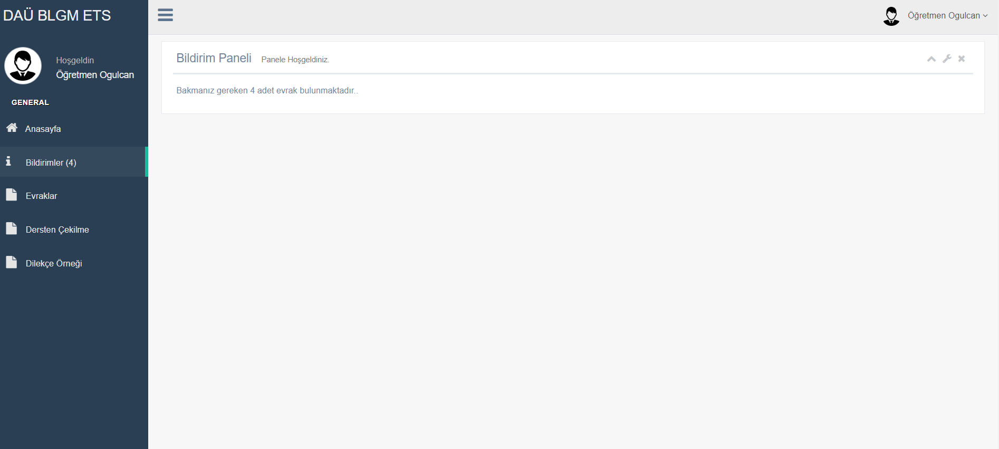 DAÜ BLGM ETS
Öğretmen Ogulcan
Hoşgeldin
Öğretmen Ogulcan
GENERAL
Anasayfa
Bildirimler (4)
Evraklar
Dersten Çekilme
Dilekçe Örneği
Bildirim Paneli Panele Hoşgeldiniz.
Bakmanız gereken 4 adet evrak bulunmaktadır..